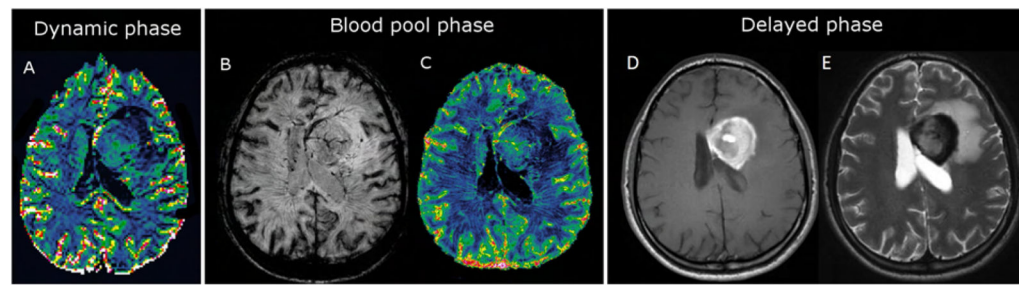 Dynamic phase
Blood pool phase
Delayed phase
A
B
C
D
E